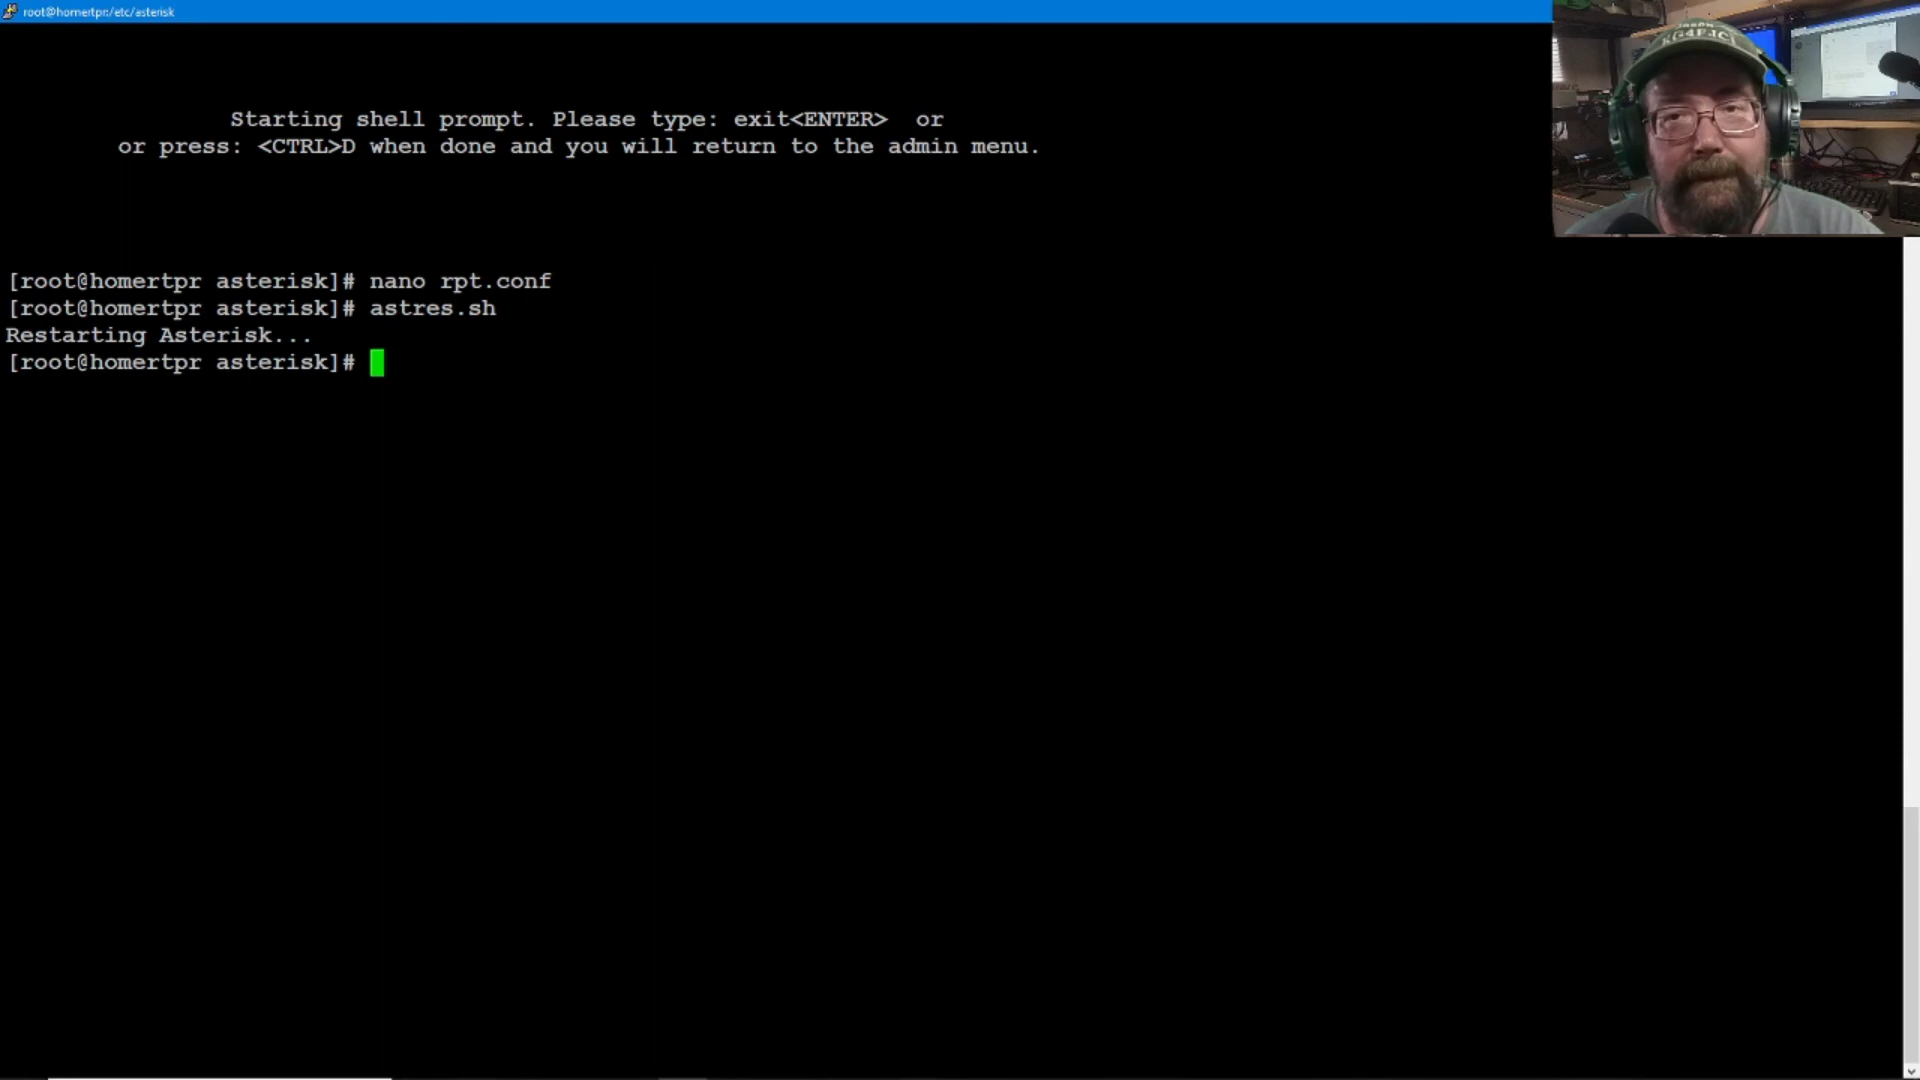 root@homertpr:/etc/asterisk
Starting shell prompt. Please type: exit<ENTER>  or
or press: <CTRL>D when done and you will return to the admin menu.
[root@homertpr asterisk]# nano rpt.conf
[root@homertpr asterisk]# astres.sh
Restarting Asterisk...
[root@homertpr asterisk]#